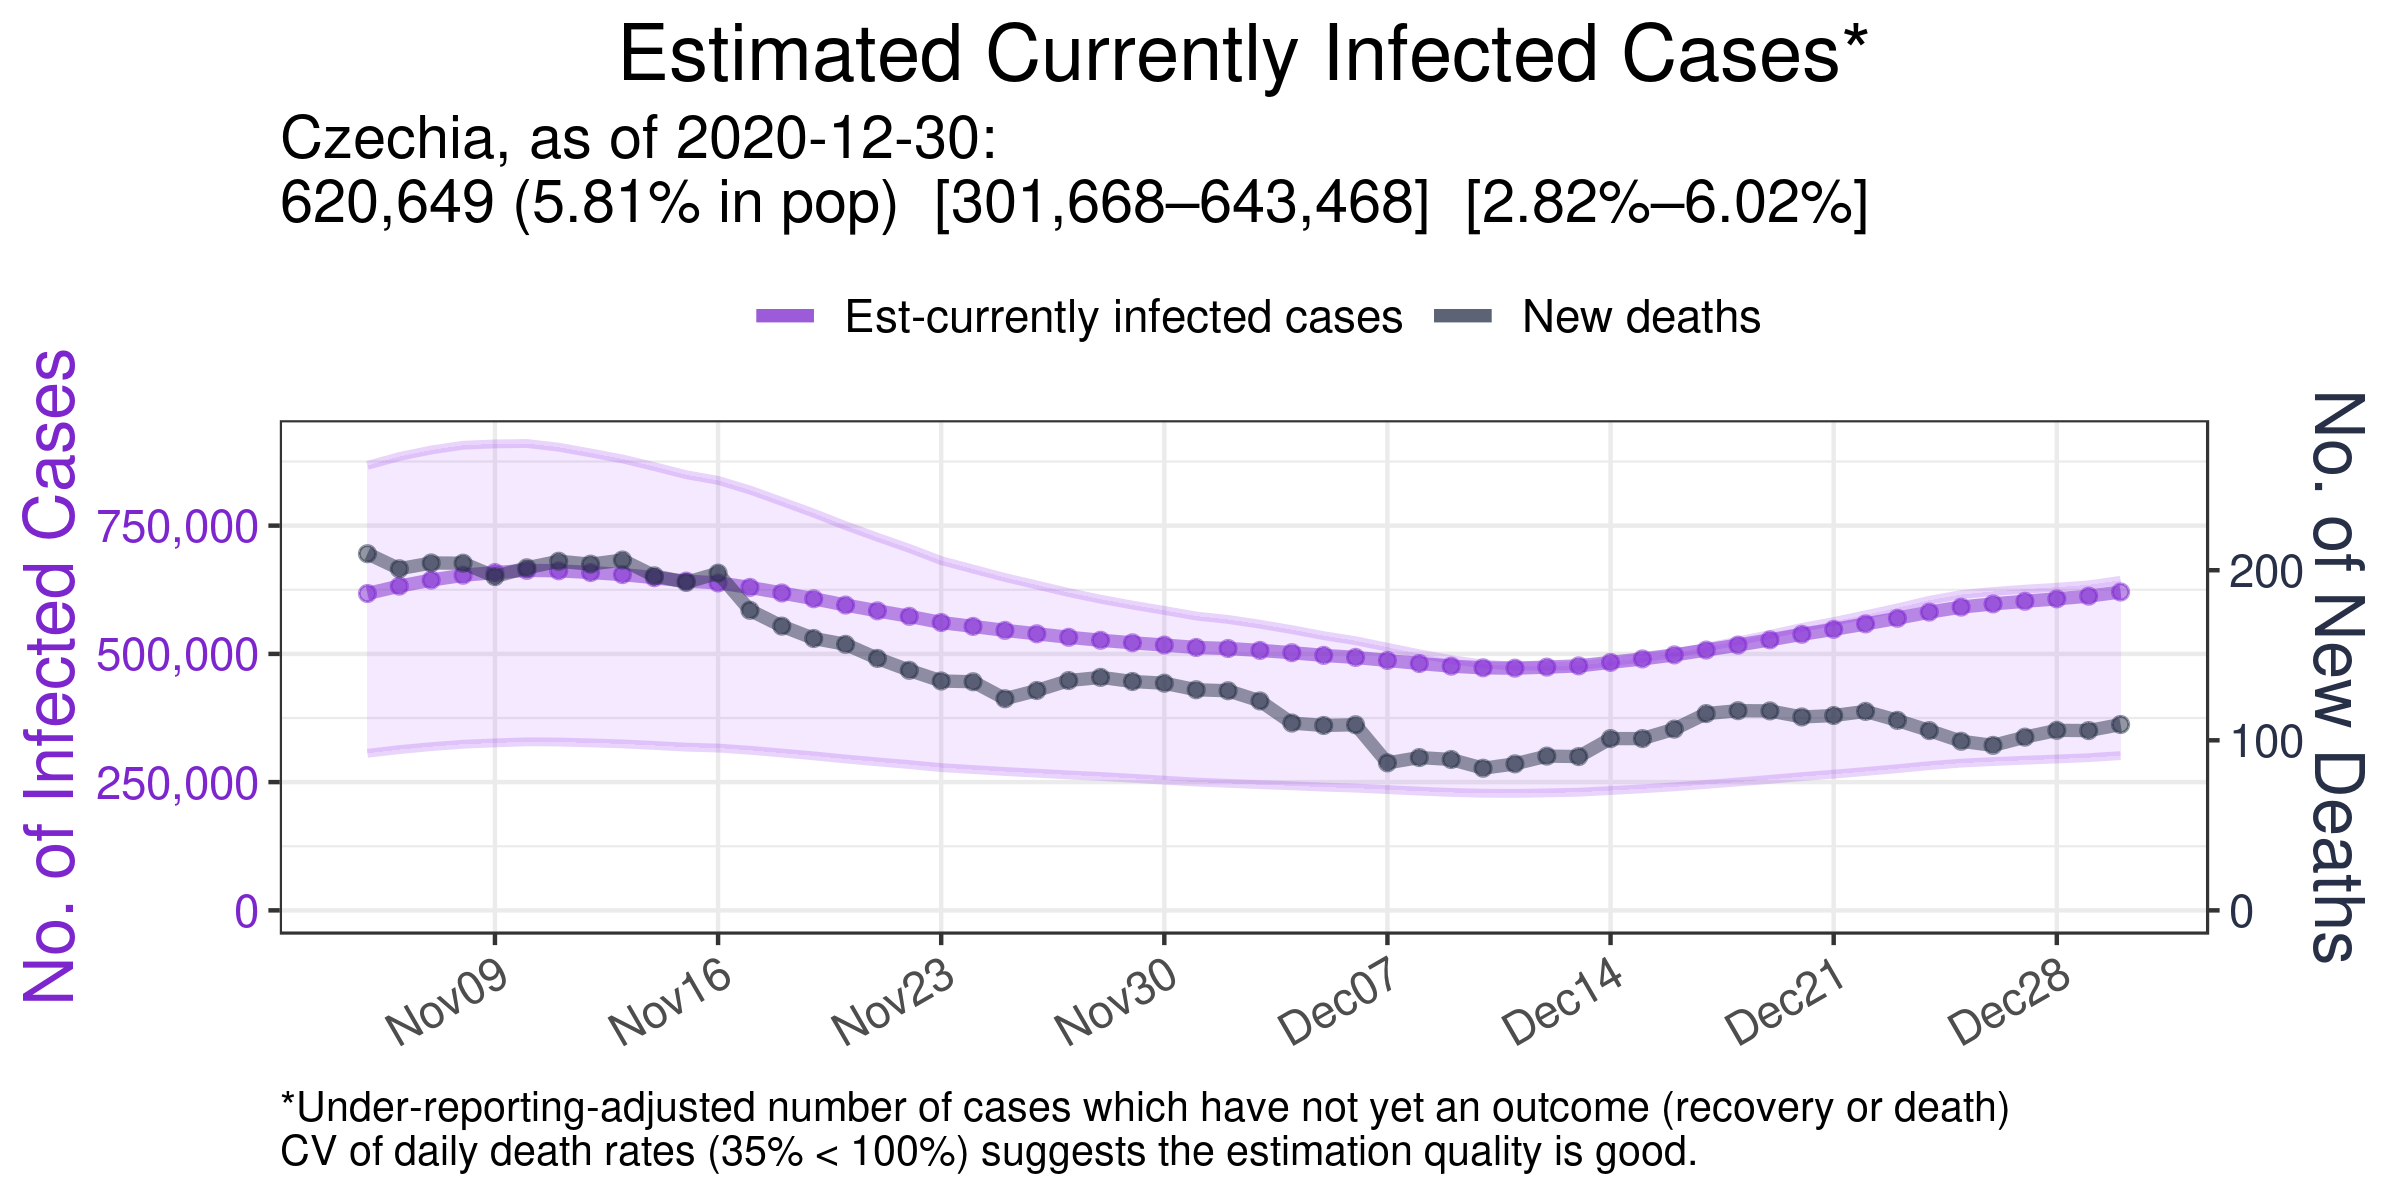 Estimated Currently Infected Cases*
Czechia, as of 2020-12-30:
620,649 (5.81% in pop)  [301,668–643,468]  [2.82%–6.02%]
Est-currently infected cases
New deaths
No. of Infected Cases
750,000
500,000
250,000
0
No. of New Deaths
200
100
0
Nov09
Nov16
Nov23
Nov30
Dec07
Dec14
Dec21
Dec28
*Under-reporting-adjusted number of cases which have not yet an outcome (recovery or death)
CV of daily death rates (35% < 100%) suggests the estimation quality is good.